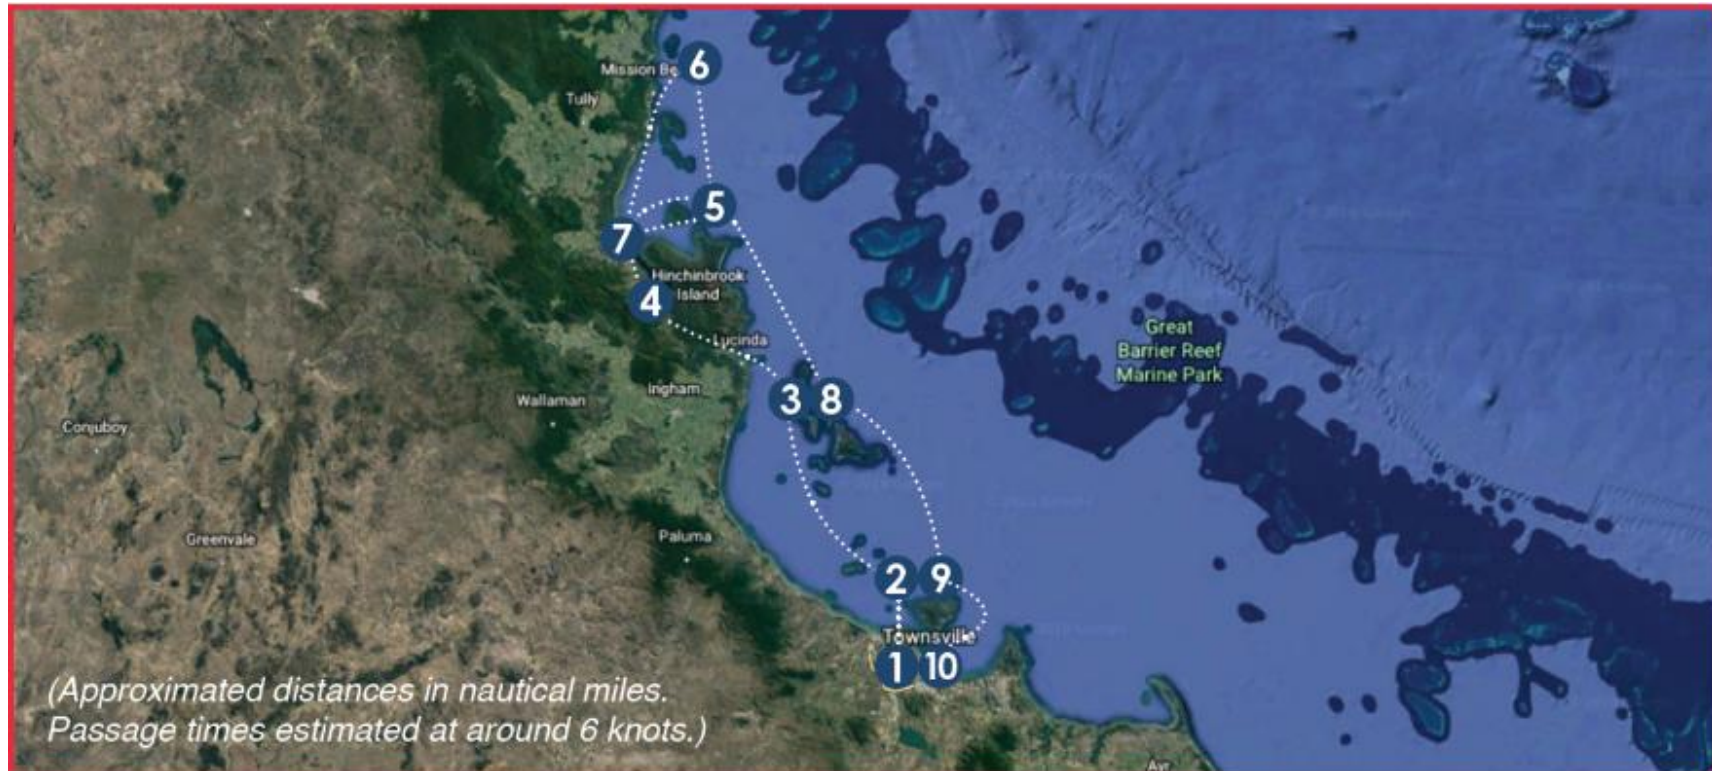 6
Mission Be
Tully
5
7
Hinchinbrook
Island
4
Great
Barrier Reef
Marine Park
Lucinda
3
8
Ingham
Wallaman
Conjuboy
Greenvale
Paluma
2
9
Townsville
1
10
(Approximated distances in nautical miles.
Passage times estimated at around 6 knots.)
Ayr